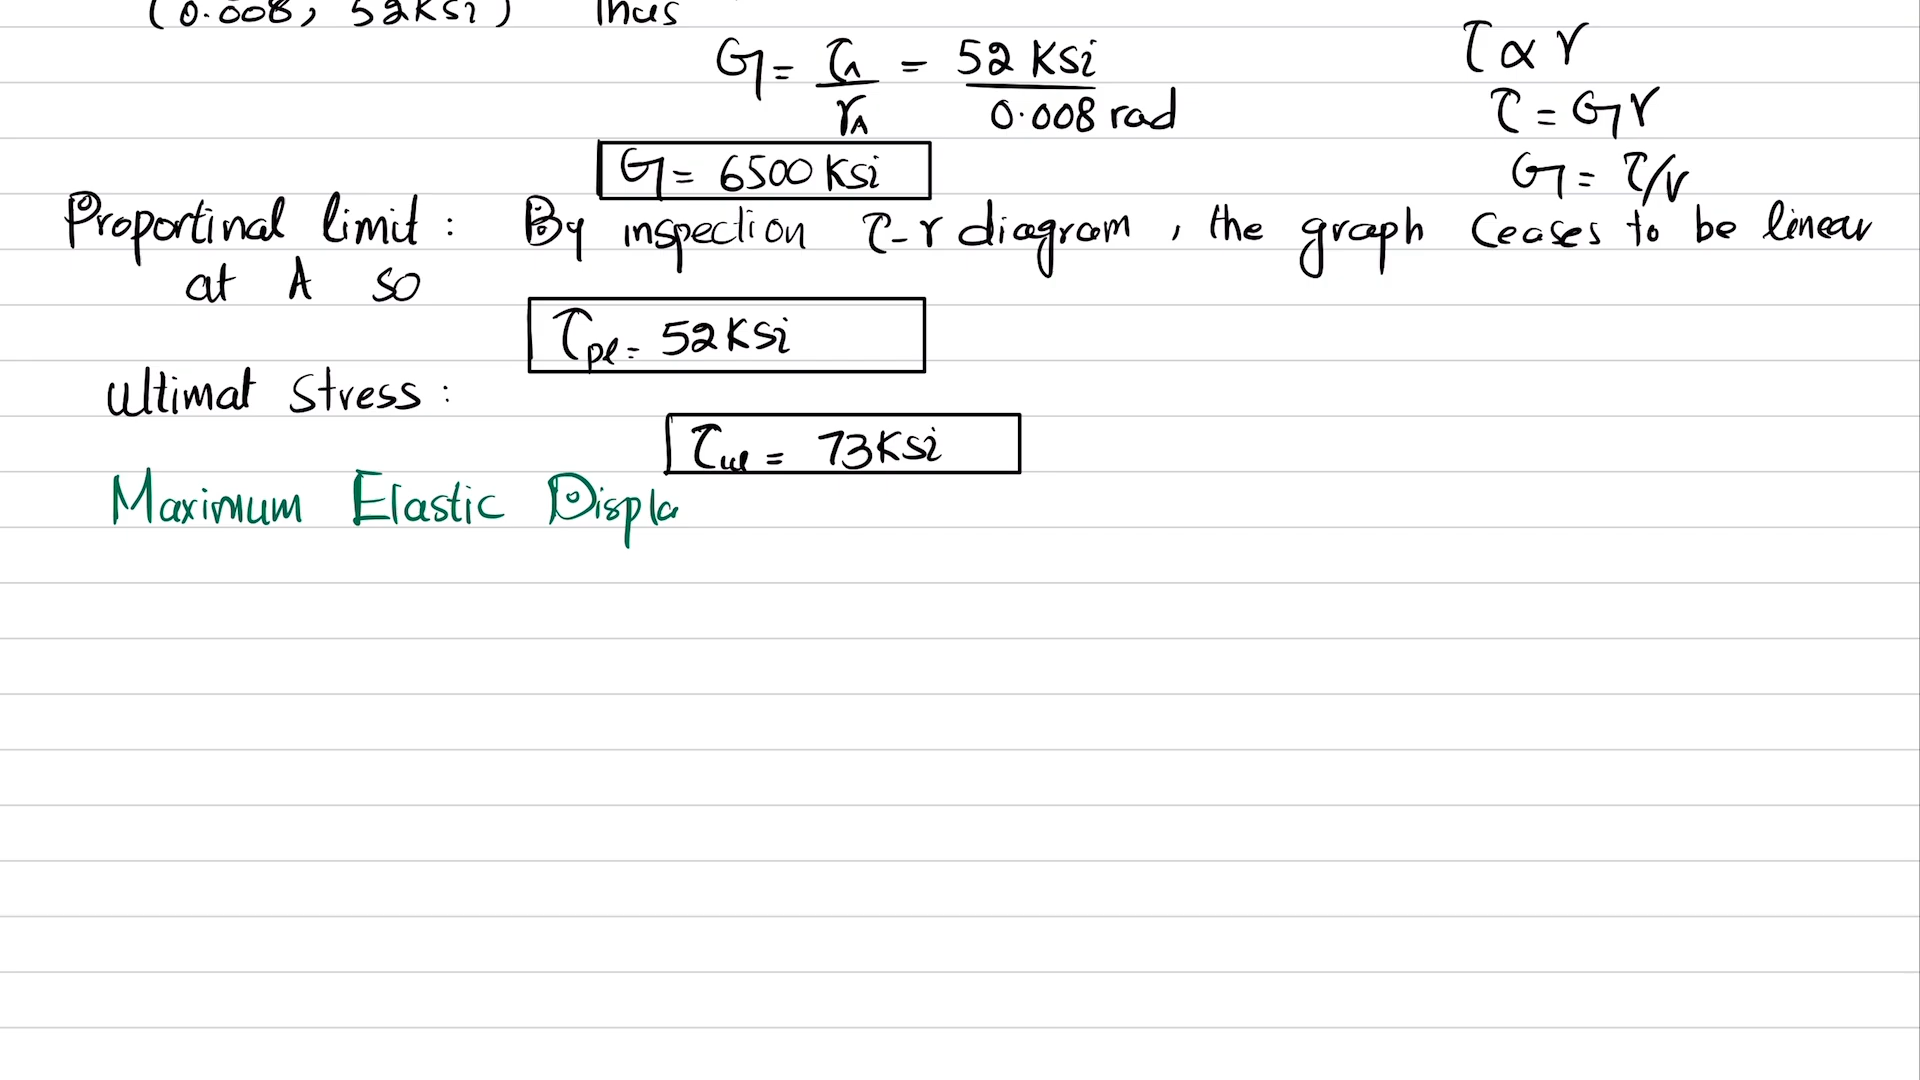 (0.008, 52Ksi) Thus
G = τA/γA = 52 Ksi/0.008 rad
τ ∝ γ
τ = Gγ
G = τ/γ
G = 6500 Ksi
Proportinal limit : By inspection τ-γ diagram , the graph Ceases to be linear
at A so
τpl = 52Ksi
Ultimat Stress :
τul = 73Ksi
Maximum Elastic Displa